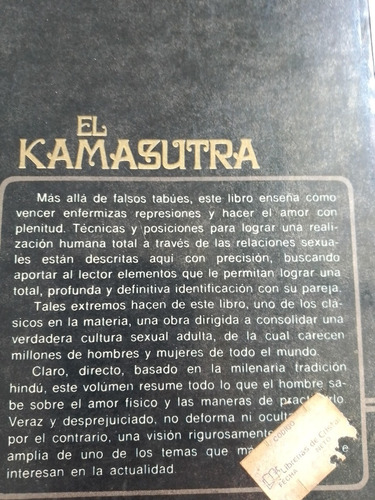 EL
KAMASUTRA
Más allá de falsos tabúes, este libro enseña cómo
vencer enfermizas represiones y hacer el amor con
plenitud. Técnicas y posiciones para lograr una reali-
zación humana total a través de las relaciones sexua-
les están descritas aquí con precisión, buscando
aportar al lector elementos que le permitan lograr una
total, profunda y definitiva identificación con su pareja.
Tales extremos hacen de este libro, uno de los clá-
sicos en la materia, una obra dirigida a consolidar una
verdadera cultura sexual adulta, de la cual carecen
millones de hombres y mujeres de todo el mundo.
Claro, directo, basado en la milenaria tradición
hindú, este volúmen resume todo lo que el hombre sa-
be sobre el amor físico y las maneras de
Veraz y desprejuiciado, no deforma ni
por el contrario, una visión rigurosamente
amplia de uno de los temas que
interesan en la actualidad.
CODIGO
Librerias de
FECHA